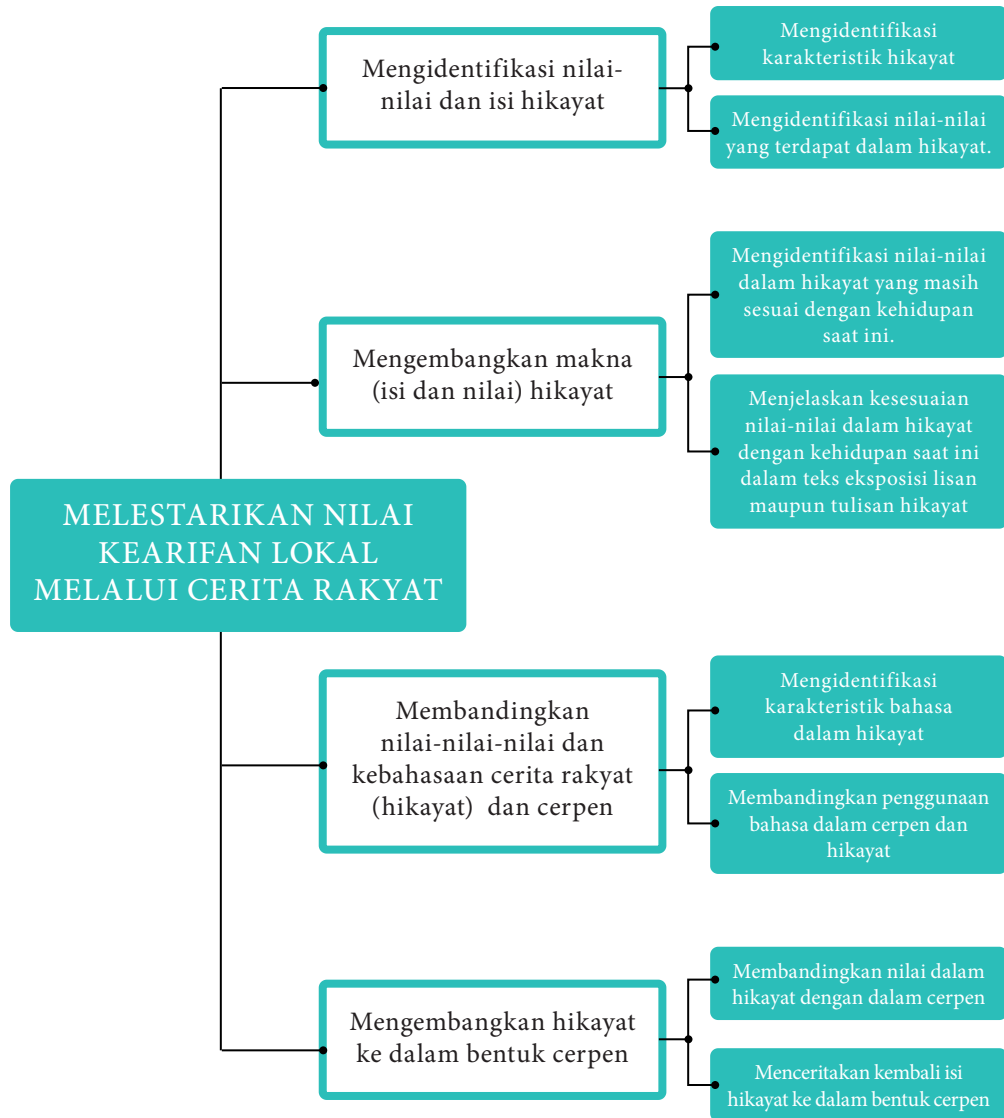 MELESTARIKAN NILAI
KEARIFAN LOKAL
MELALUI CERITA RAKYAT
Mengidentifikasi nilai-
nilai dan isi hikayat
Mengidentifikasi
karakteristik hikayat
Mengidentifikasi nilai-nilai
yang terdapat dalam hikayat.
Mengembangkan makna
(isi dan nilai) hikayat
Mengidentifikasi nilai-nilai
dalam hikayat yang masih
sesuai dengan kehidupan
saat ini.
Menjelaskan kesesuaian
nilai-nilai dalam hikayat
dengan kehidupan saat ini
dalam teks eksposisi lisan
maupun tulisan hikayat
Membandingkan
nilai-nilai-nilai dan
kebahasaan cerita rakyat
(hikayat) dan cerpen
Mengidentifikasi
karakteristik bahasa
dalam hikayat
Membandingkan penggunaan
bahasa dalam cerpen dan
hikayat
Mengembangkan hikayat
ke dalam bentuk cerpen
Membandingkan nilai dalam
hikayat dengan dalam cerpen
Menceritakan kembali isi
hikayat ke dalam bentuk cerpen